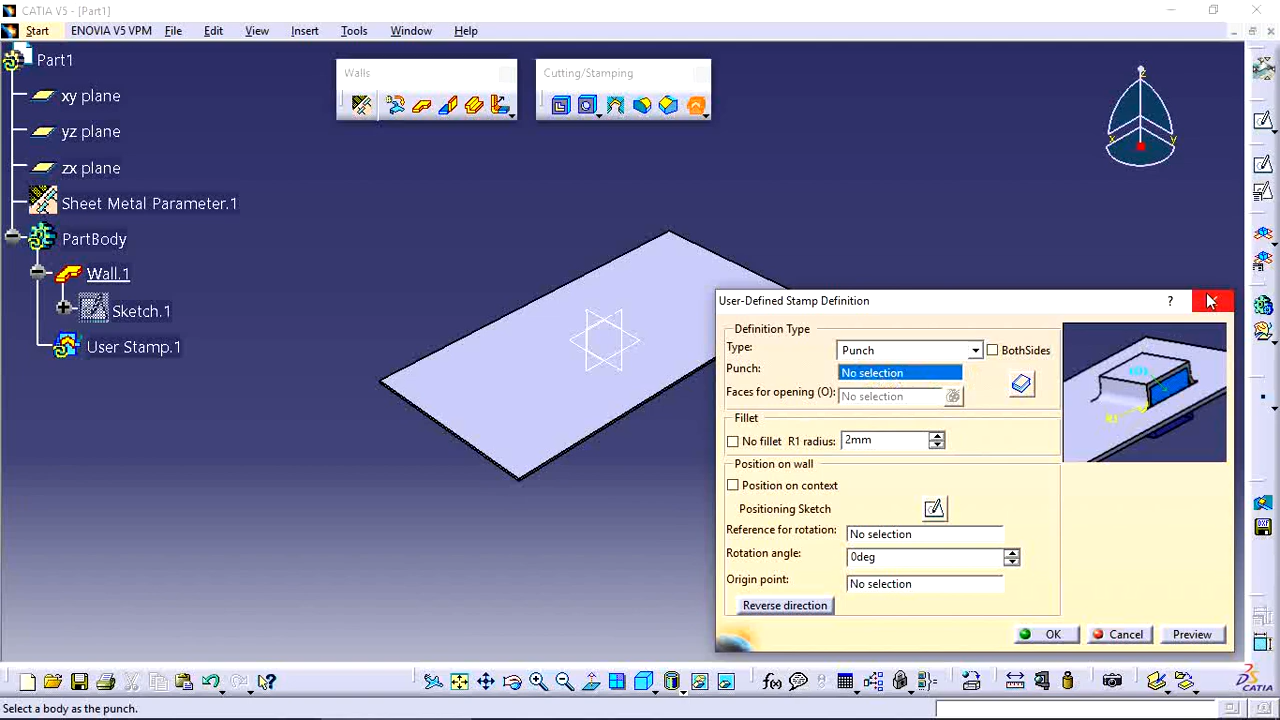 CATIA V5 - [Part1]
Start ENOVIA V5 VPM File Edit View Insert Tools Window Help
Part1
xy plane
yz plane
zx plane
Sheet Metal Parameter.1
PartBody
Wall.1
Sketch.1
User Stamp.1
Walls
Cutting/Stamping
z
x y
User-Defined Stamp Definition ?
Definition Type
Type: Punch BothSides
Punch: No selection
Faces for opening (O): No selection
Fillet
No fillet R1 radius: 2mm
Position on wall
Position on context
Positioning Sketch
Reference for rotation: No selection
Rotation angle: 0deg
Origin point: No selection
Reverse direction
OK Cancel Preview
f(x)
CATIA
Select a body as the punch.